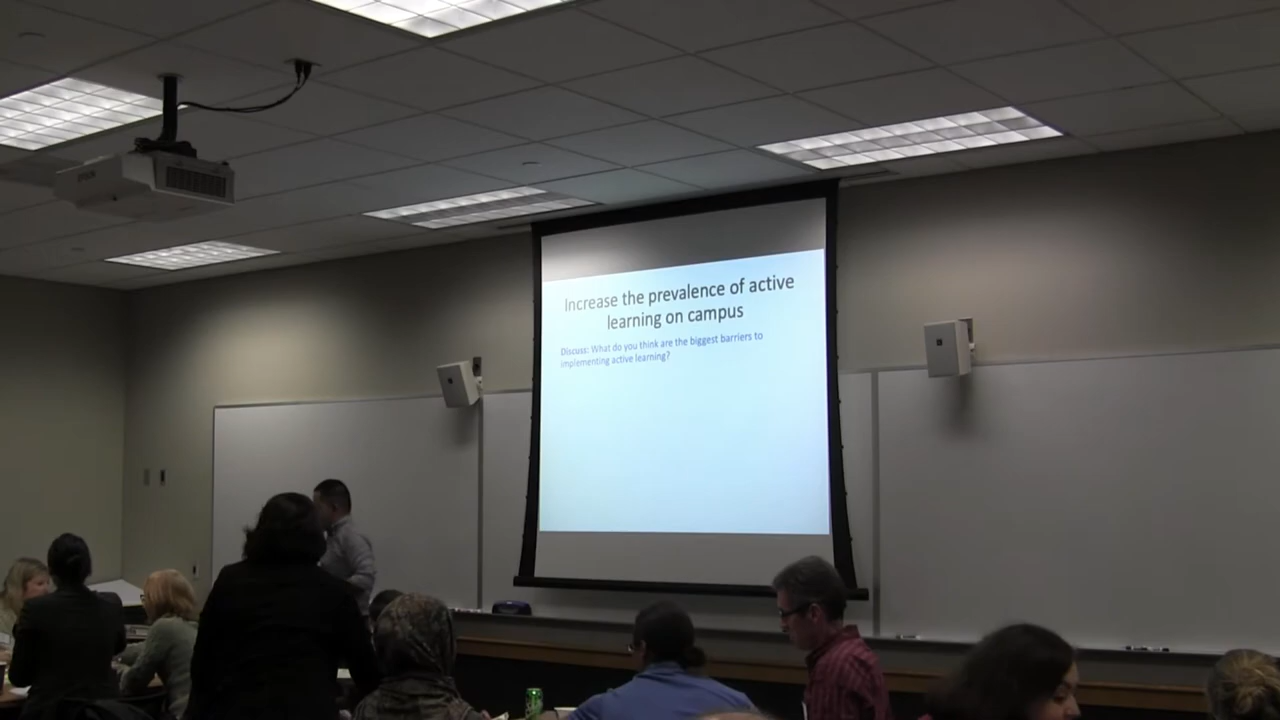 Increase the prevalence of active
learning on campus
Discuss: What do you think are the biggest barriers to
implementing active learning?